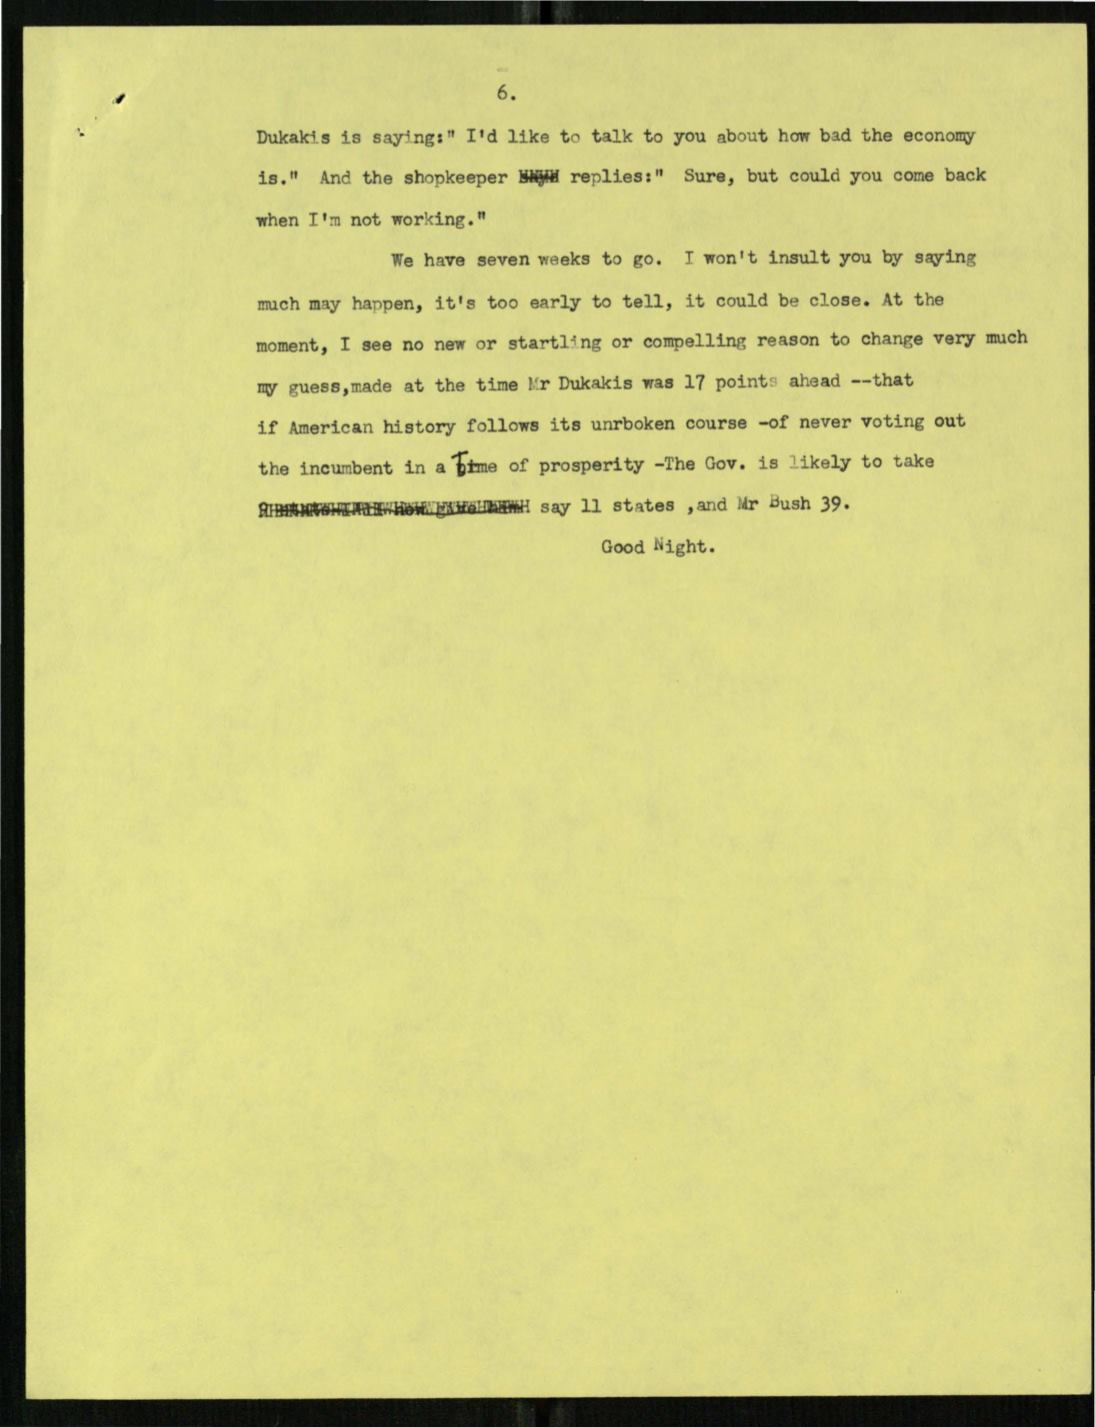 6.
Dukakis is saying:" I'd like to talk to you about how bad the economy
is." And the shopkeeper replies:" Sure, but could you come back
when I'm not working."
We have seven weeks to go. I won't insult you by saying
much may happen, it's too early to tell, it could be close. At the
moment, I see no new or startling or compelling reason to change very much
my guess,made at the time Mr Dukakis was 17 points ahead --that
if American history follows its unrboken course -of never voting out
the incumbent in a Time of prosperity -The Gov. is likely to take
say 11 states ,and Mr Bush 39.
Good Night.